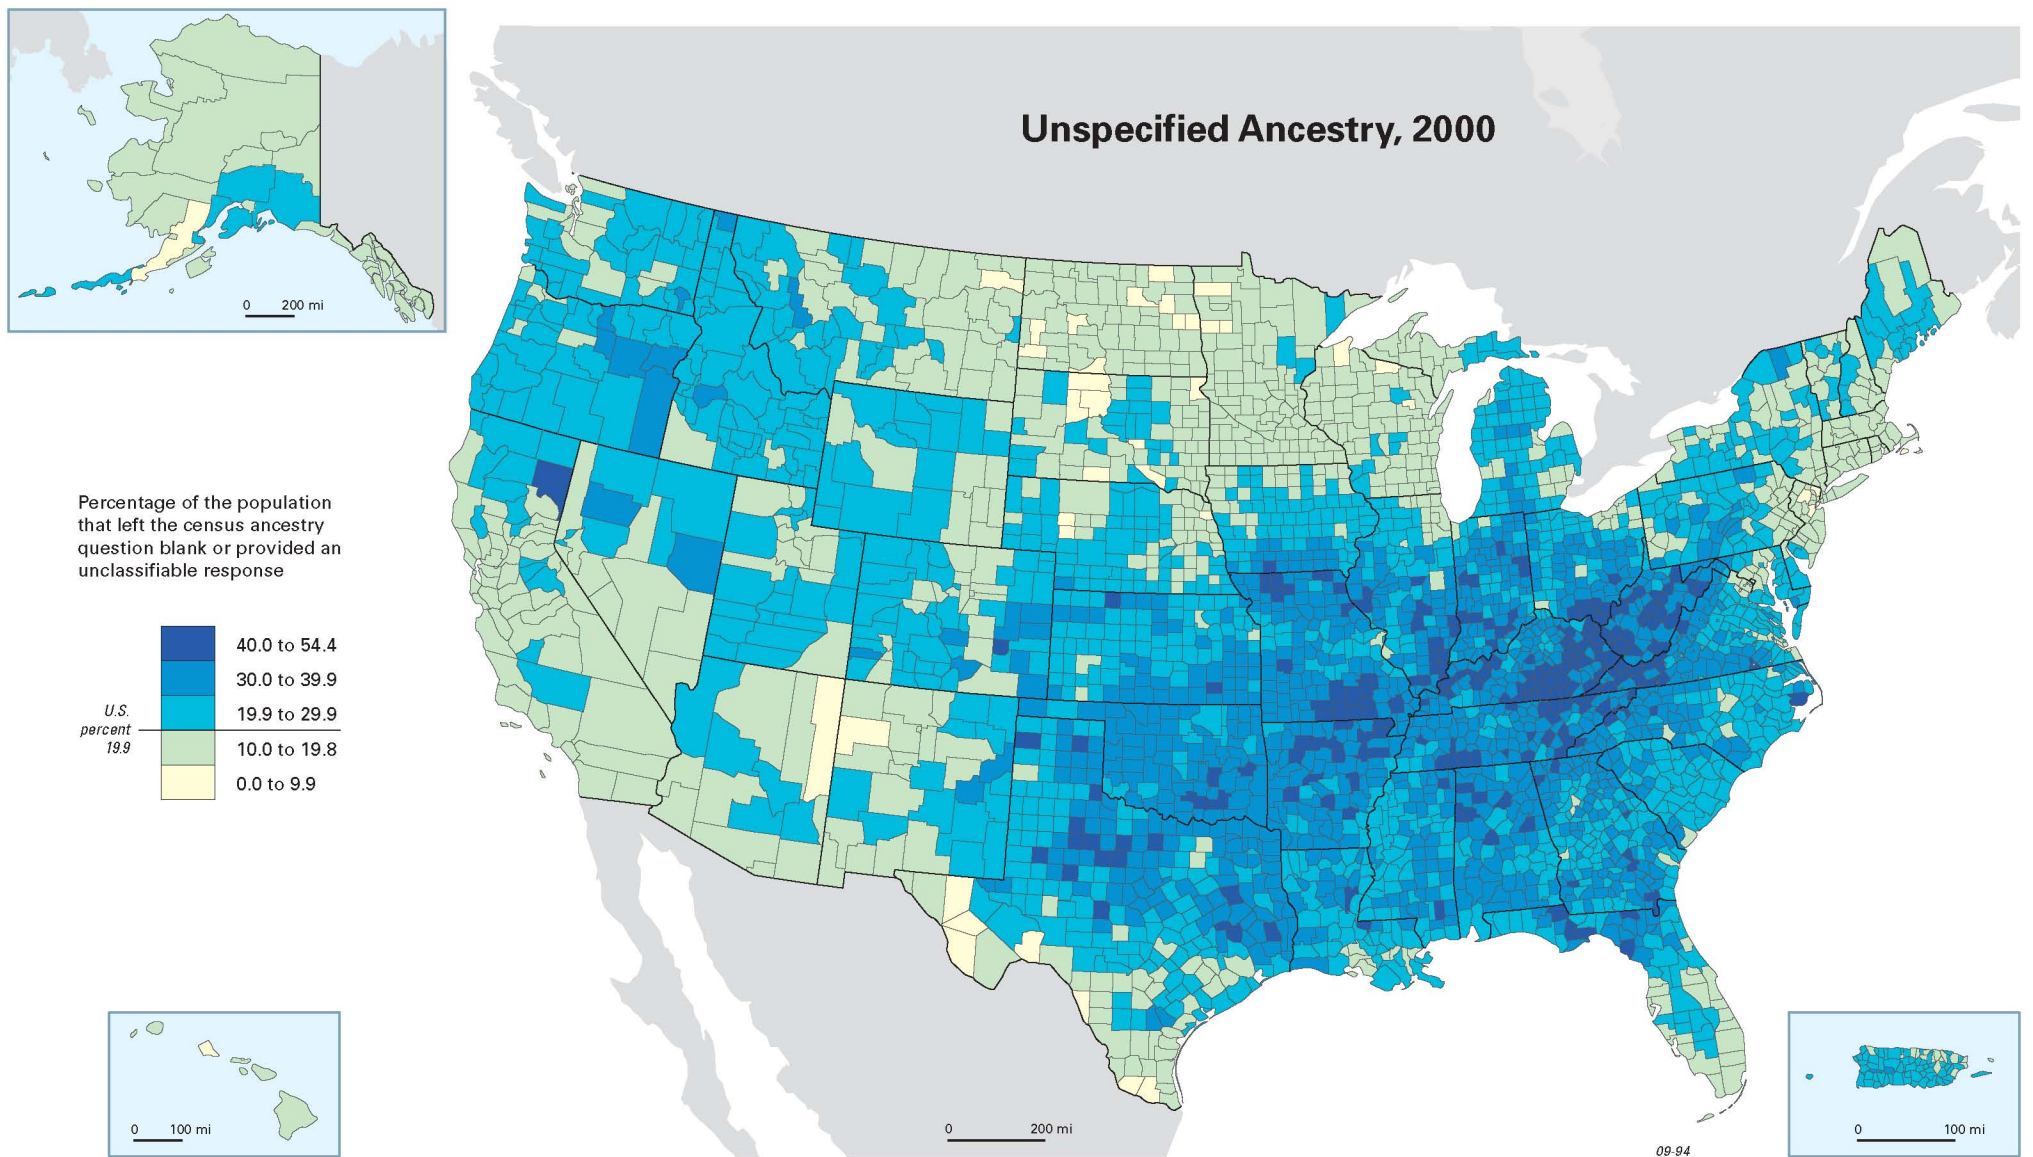 Unspecified Ancestry, 2000
0 200 mi
Percentage of the population
that left the census ancestry
question blank or provided an
unclassifiable response
40.0 to 54.4
30.0 to 39.9
19.9 to 29.9
10.0 to 19.8
0.0 to 9.9
U.S.
percent
19.9
0 100 mi
0 200 mi
0 100 mi
09-94